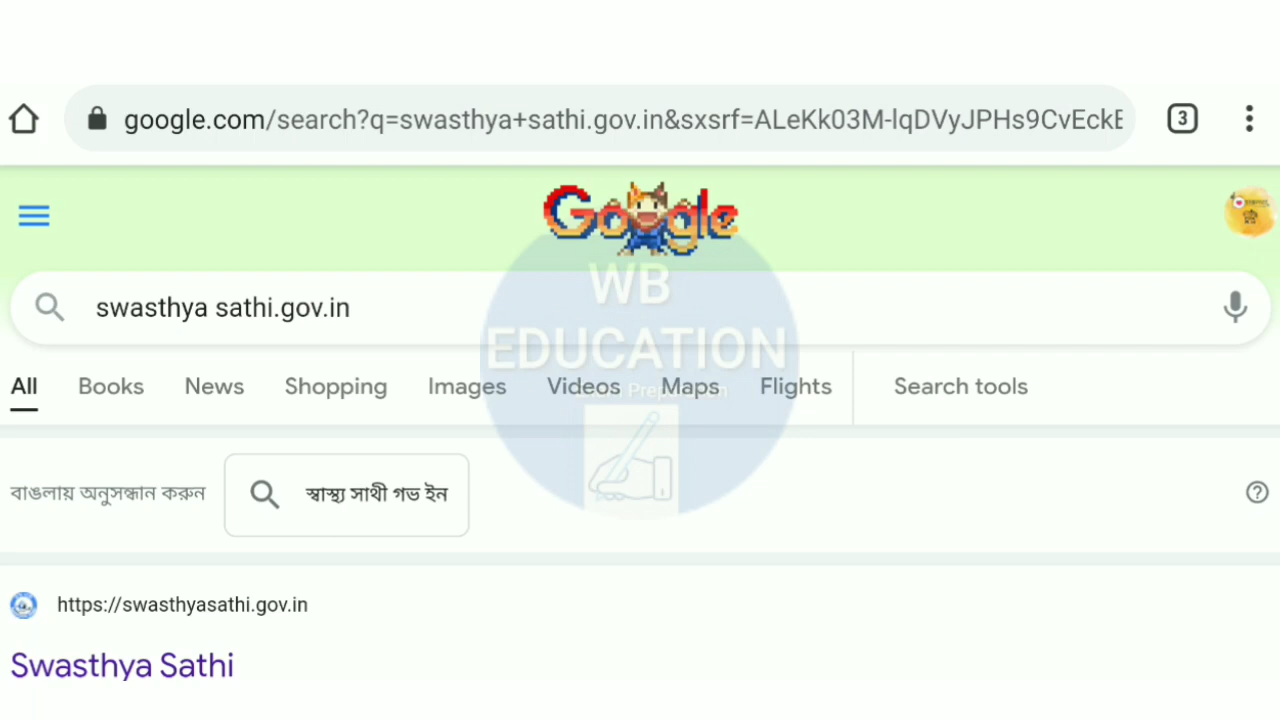 google.com/search?q=swasthya+sathi.gov.in&sxsrf=ALeKk03M-lqDVyJPHs9CvEckE
3
Google
WB
EDUCATION
swasthya sathi.gov.in
All Books News Shopping Images Videos Maps Flights Search tools
বাঙলায় অনুসন্ধান করুন স্বাস্থ্য সাথী গভ ইন
https://swasthyasathi.gov.in
Swasthya Sathi